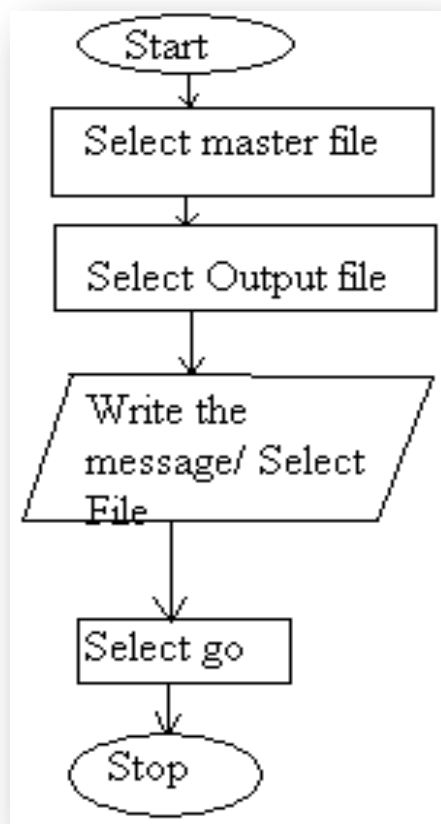 Start
Select master file
Select Output file
Write the
message/ Select
File
Select go
Stop